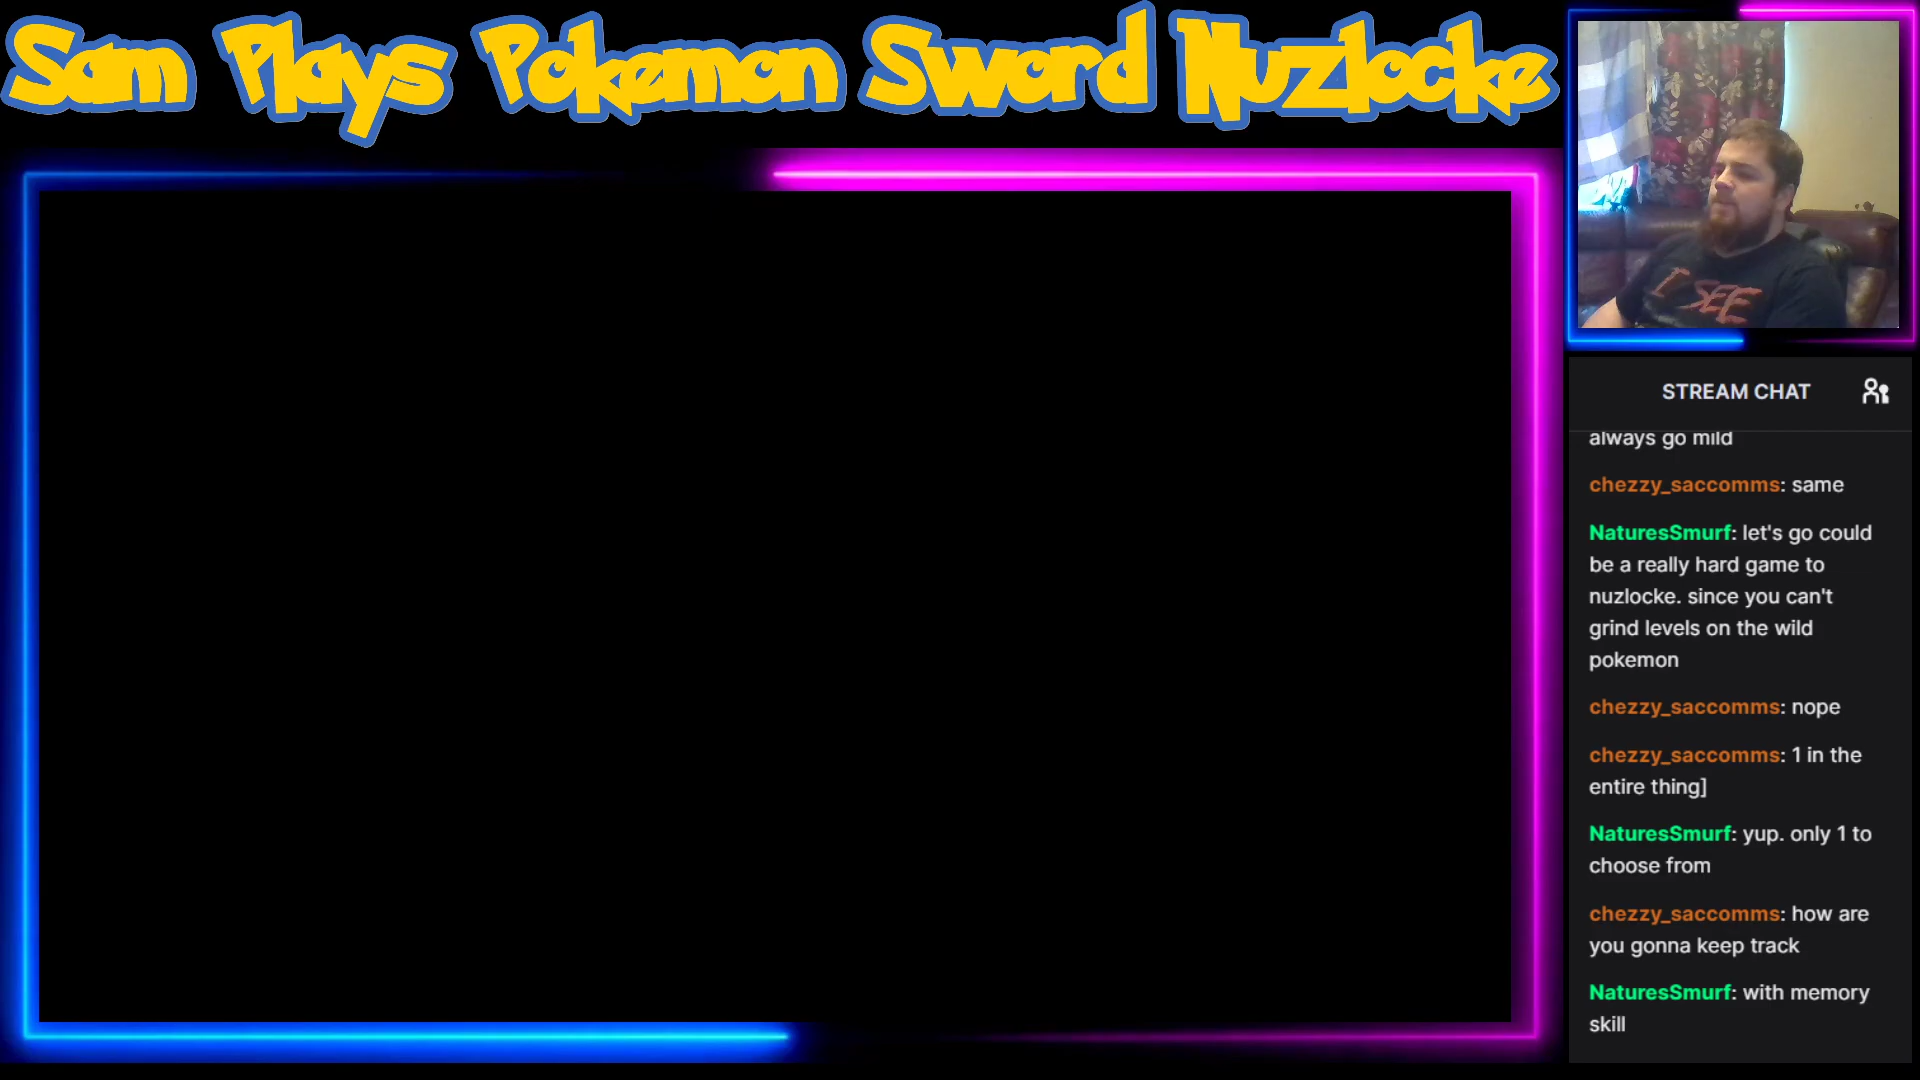 Sam Plays Pokemon Sword Nuzlocke
I SEE
STREAM CHAT
always go mild
chezzy_saccomms: same
NaturesSmurf: let's go could
be a really hard game to
nuzlocke. since you can't
grind levels on the wild
pokemon
chezzy_saccomms: nope
chezzy_saccomms: 1 in the
entire thing]
NaturesSmurf: yup. only 1 to
choose from
chezzy_saccomms: how are
you gonna keep track
NaturesSmurf: with memory
skill